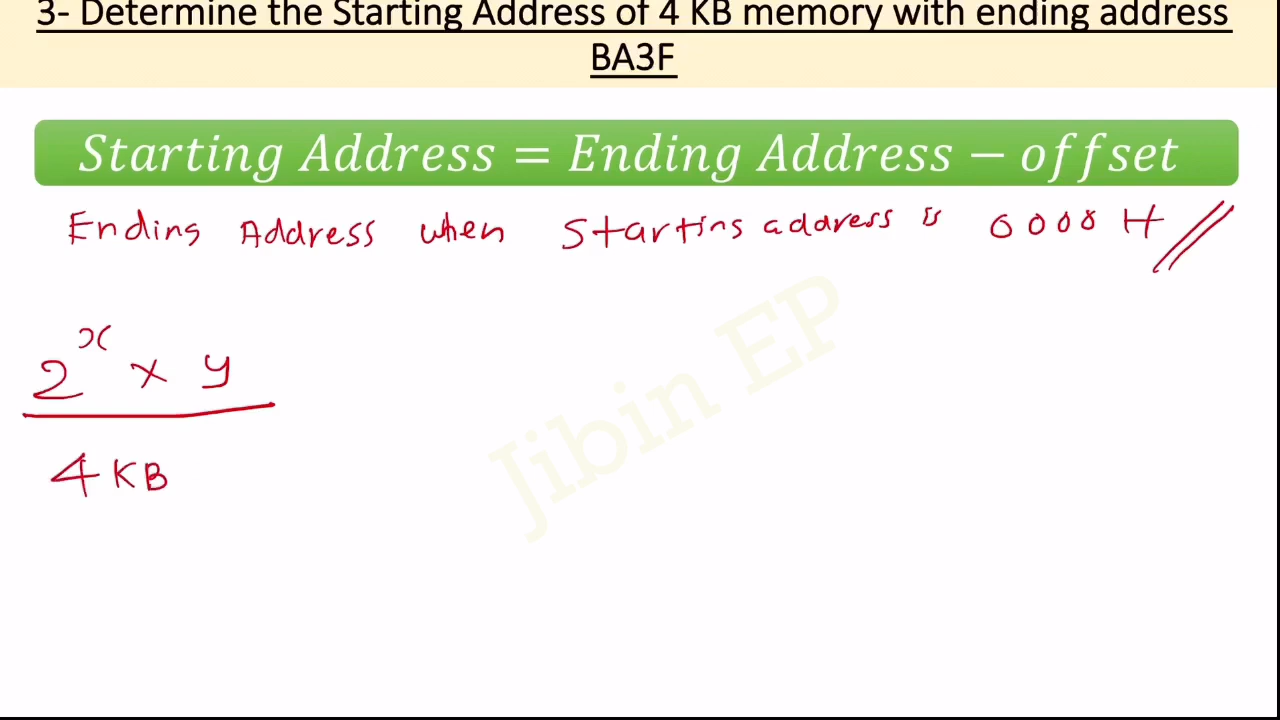 3- Determine the Starting Address of 4 KB memory with ending address
BA3F
Starting Address = Ending Address − offset
Ending Address when Starting address is 0000 H //
2^x × y
4 KB
Jibin EP